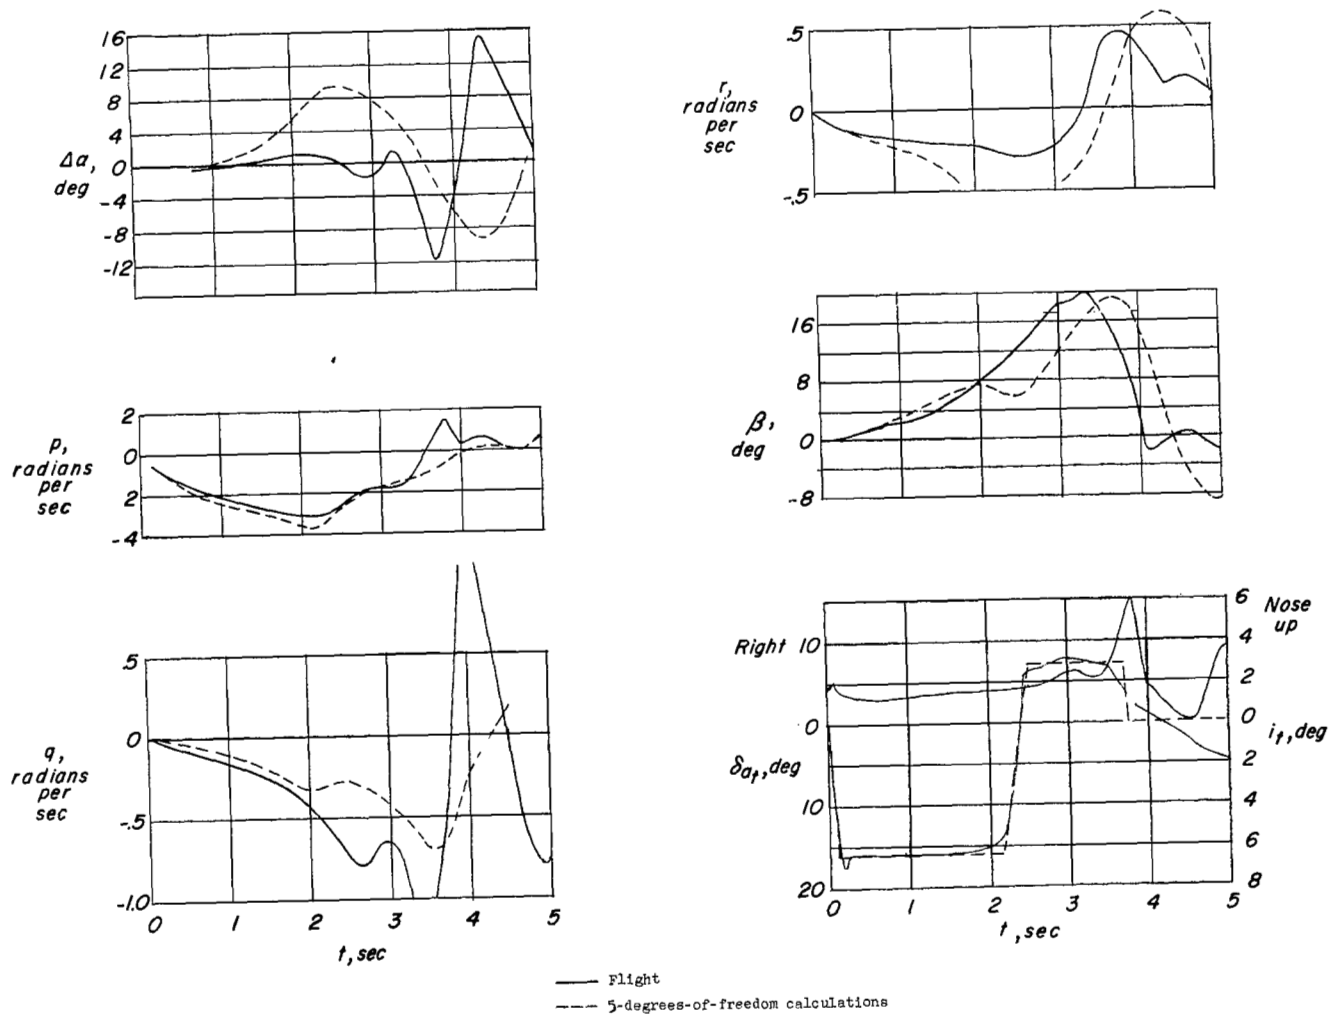 16
12
8
4
0
-4
-8
-12
Δα,
deg
2
0
2
-4
p,
radians
per
sec
.5
0
-.5
-1.0
q,
radians
per
sec
0 1 2 3 4 5
t, sec
.5
0
-.5
r,
radians
per
sec
16
8
0
-8
β,
deg
Right 10
0
δat, deg
10
20
6 Nose
up
4
2
0
it, deg
2
4
6
8
0 1 2 3 4 5
t, sec
Flight
5-degrees-of-freedom calculations